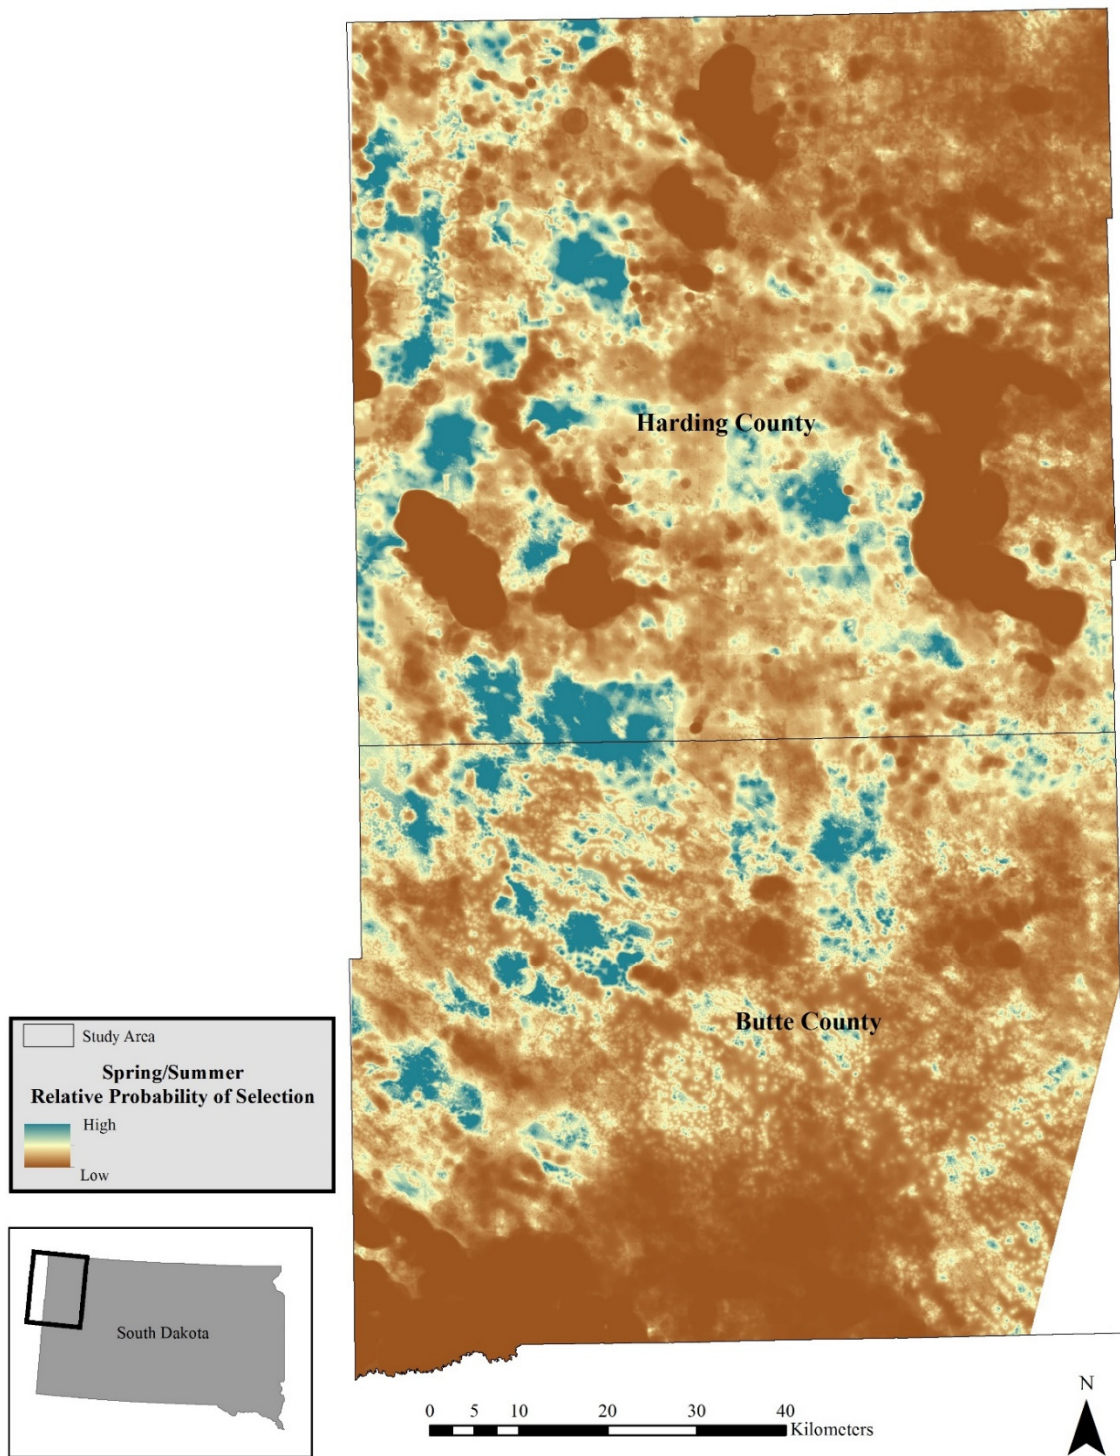 Harding County
Butte County
Study Area
Spring/Summer
Relative Probability of Selection
High
Low
South Dakota
0 5 10 20 30 40
Kilometers
N